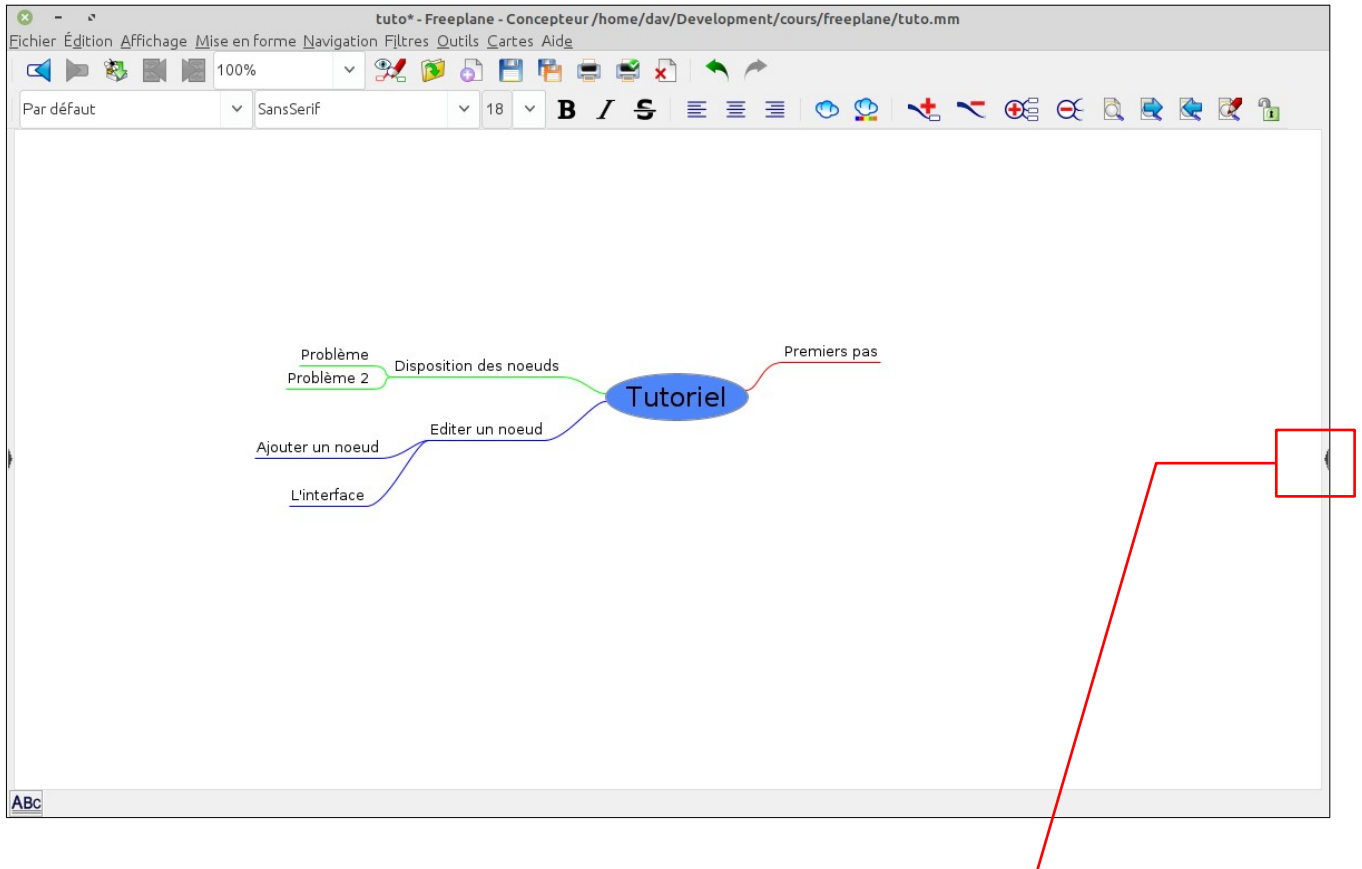 tuto* - Freeplane - Concepteur /home/dav/Development/cours/freeplane/tuto.mm
Fichier Édition Affichage Mise en forme Navigation Filtres Outils Cartes Aide
100%
Par défaut SansSerif 18 B I S
Premiers pas
Problème
Disposition des noeuds
Problème 2
Tutoriel
Editer un noeud
Ajouter un noeud
L'interface
ABC